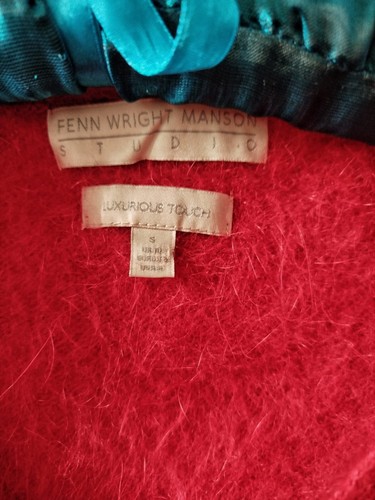 FENN WRIGHT MANSON
STUDIO
LUXURIOUS TOUCH
S